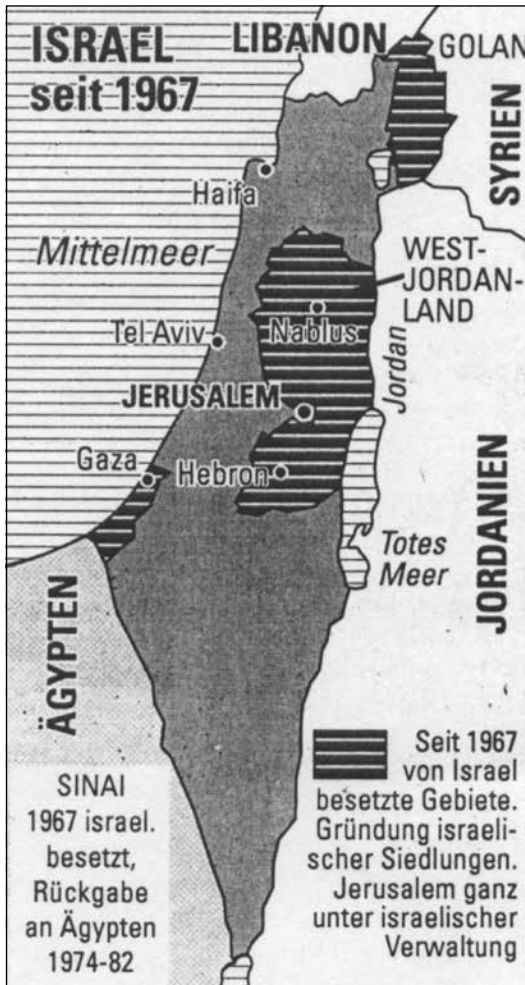 ISRAEL
seit 1967
LIBANON
GOLAN
SYRIEN
Haifa
Mittelmeer
WEST-
JORDAN-
LAND
Nablus
Tel Aviv
Jordan
JERUSALEM
Gaza
Hebron
Totes
Meer
JORDANIEN
ÄGYPTEN
SINAI
1967 israel.
besetzt,
Rückgabe
an Ägypten
1974-82
Seit 1967
von Israel
besetzte Gebiete.
Gründung israeli-
scher Siedlungen.
Jerusalem ganz
unter israelischer
Verwaltung